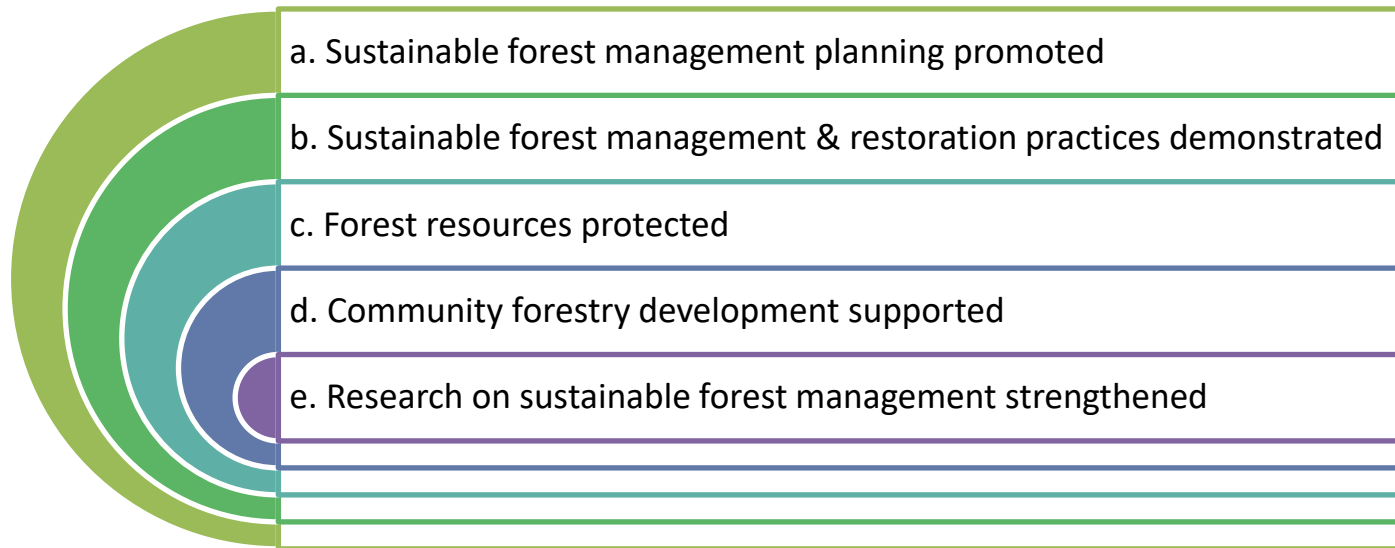 a. Sustainable forest management planning promoted
b. Sustainable forest management & restoration practices demonstrated
c. Forest resources protected
d. Community forestry development supported
e. Research on sustainable forest management strengthened